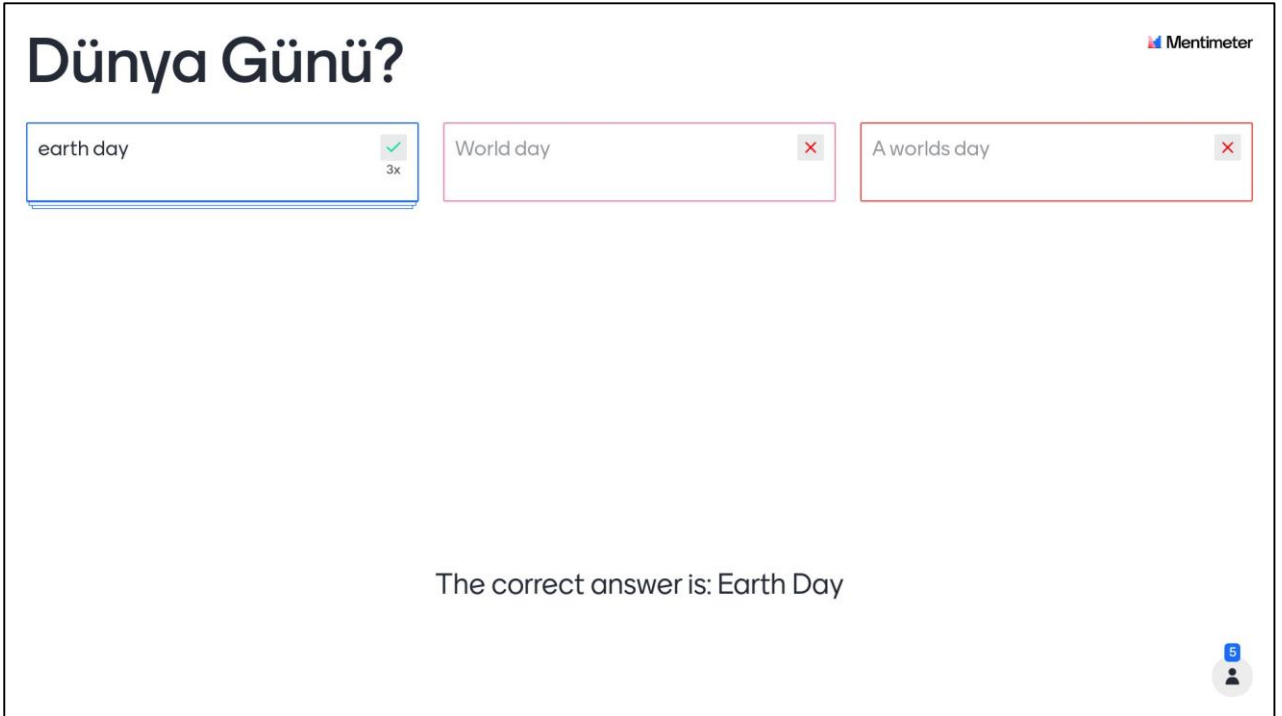 Dünya Günü?
Mentimeter
earth day
3x
World day
A worlds day
The correct answer is: Earth Day
5